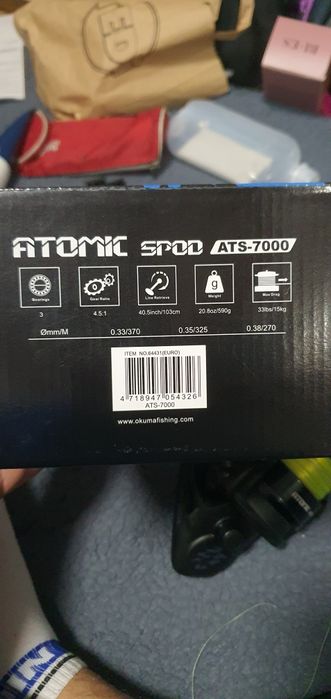 ATOMIC SPOD ATS-7000
Bearings Gear Ratio Line Retrieve Weight Max Drag
3 4.5:1 40.5inch/103cm 20.8oz/590g 33lbs/15kg
Ømm/M 0.33/370 0.35/325 0.38/270
ITEM NO.64431(EURO)
4 718947 054326
ATS-7000
www.okumafishing.com